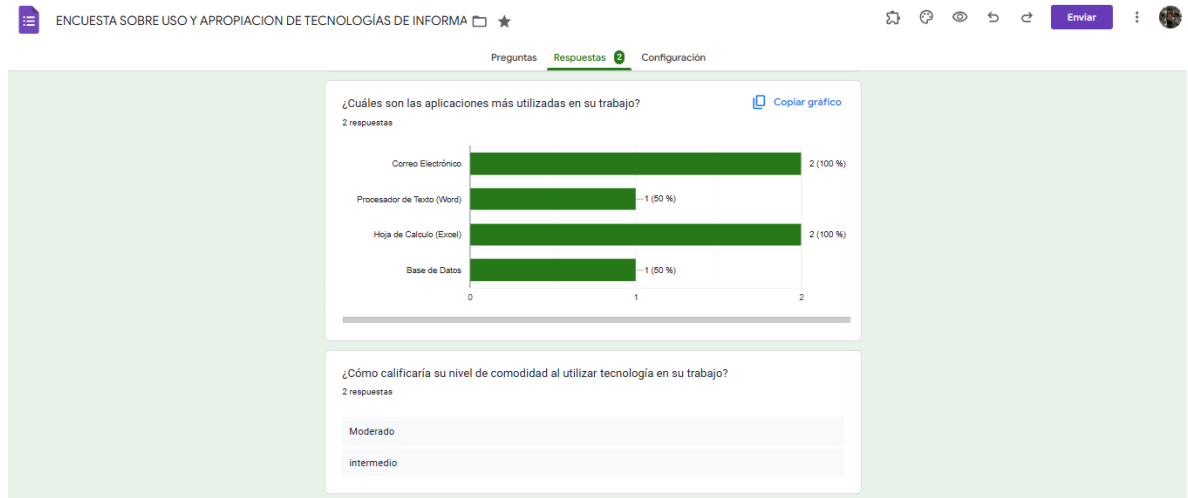 ENCUESTA SOBRE USO Y APROPIACION DE TECNOLOGÍAS DE INFORMA
Enviar
Preguntas Respuestas 2 Configuración
¿Cuáles son las aplicaciones más utilizadas en su trabajo?
Copiar gráfico
2 respuestas
Correo Electrónico
2 (100 %)
Procesador de Texto (Word)
1 (50 %)
Hoja de Calculo (Excel)
2 (100 %)
Base de Datos
1 (50 %)
0 1 2
¿Cómo calificaría su nivel de comodidad al utilizar tecnología en su trabajo?
2 respuestas
Moderado
intermedio